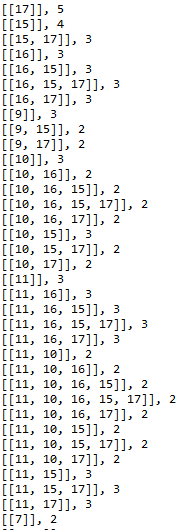 [[17]], 5
[[15]], 4
[[15, 17]], 3
[[16]], 3
[[16, 15]], 3
[[16, 15, 17]], 3
[[16, 17]], 3
[[9]], 3
[[9, 15]], 2
[[9, 17]], 2
[[10]], 3
[[10, 16]], 2
[[10, 16, 15]], 2
[[10, 16, 15, 17]], 2
[[10, 16, 17]], 2
[[10, 15]], 3
[[10, 15, 17]], 2
[[10, 17]], 2
[[11]], 3
[[11, 16]], 3
[[11, 16, 15]], 3
[[11, 16, 15, 17]], 3
[[11, 16, 17]], 3
[[11, 10]], 2
[[11, 10, 16]], 2
[[11, 10, 16, 15]], 2
[[11, 10, 16, 15, 17]], 2
[[11, 10, 16, 17]], 2
[[11, 10, 15]], 2
[[11, 10, 15, 17]], 2
[[11, 10, 17]], 2
[[11, 15]], 3
[[11, 15, 17]], 3
[[11, 17]], 3
[[7]], 2